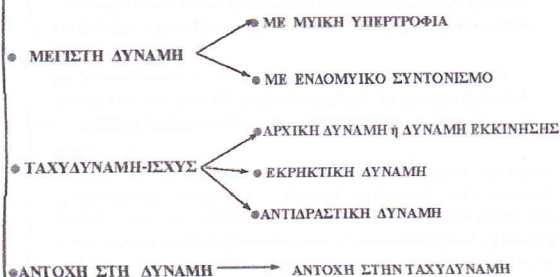 ΜΕ ΜΥΙΚΗ ΥΠΕΡΤΡΟΦΙΑ
ΜΕΓΙΣΤΗ ΔΥΝΑΜΗ
ΜΕ ΕΝΔΟΜΥΙΚΟ ΣΥΝΤΟΝΙΣΜΟ
ΑΡΧΙΚΗ ΔΥΝΑΜΗ ή ΔΥΝΑΜΗ ΕΚΚΙΝΗΣΗΣ
ΤΑΧΥΔΥΝΑΜΗ-ΙΣΧΥΣ
ΕΚΡΗΚΤΙΚΗ ΔΥΝΑΜΗ
ΑΝΤΙΔΡΑΣΤΙΚΗ ΔΥΝΑΜΗ
ΑΝΤΟΧΗ ΣΤΗ ΔΥΝΑΜΗ ΑΝΤΟΧΗ ΣΤΗΝ ΤΑΧΥΔΥΝΑΜΗ